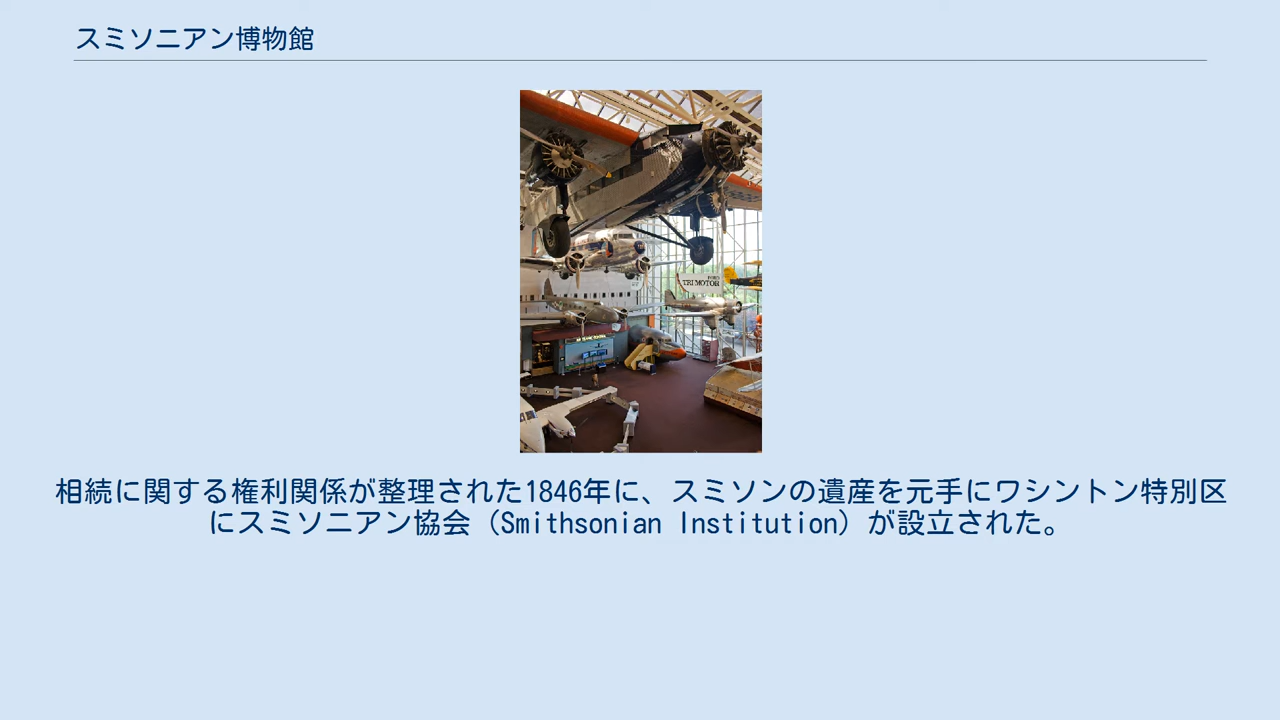 スミソニアン博物館
FORD
TRI MOTOR
相続に関する権利関係が整理された1846年に、スミソンの遺産を元手にワシントン特別区
にスミソニアン協会（Smithsonian Institution）が設立された。